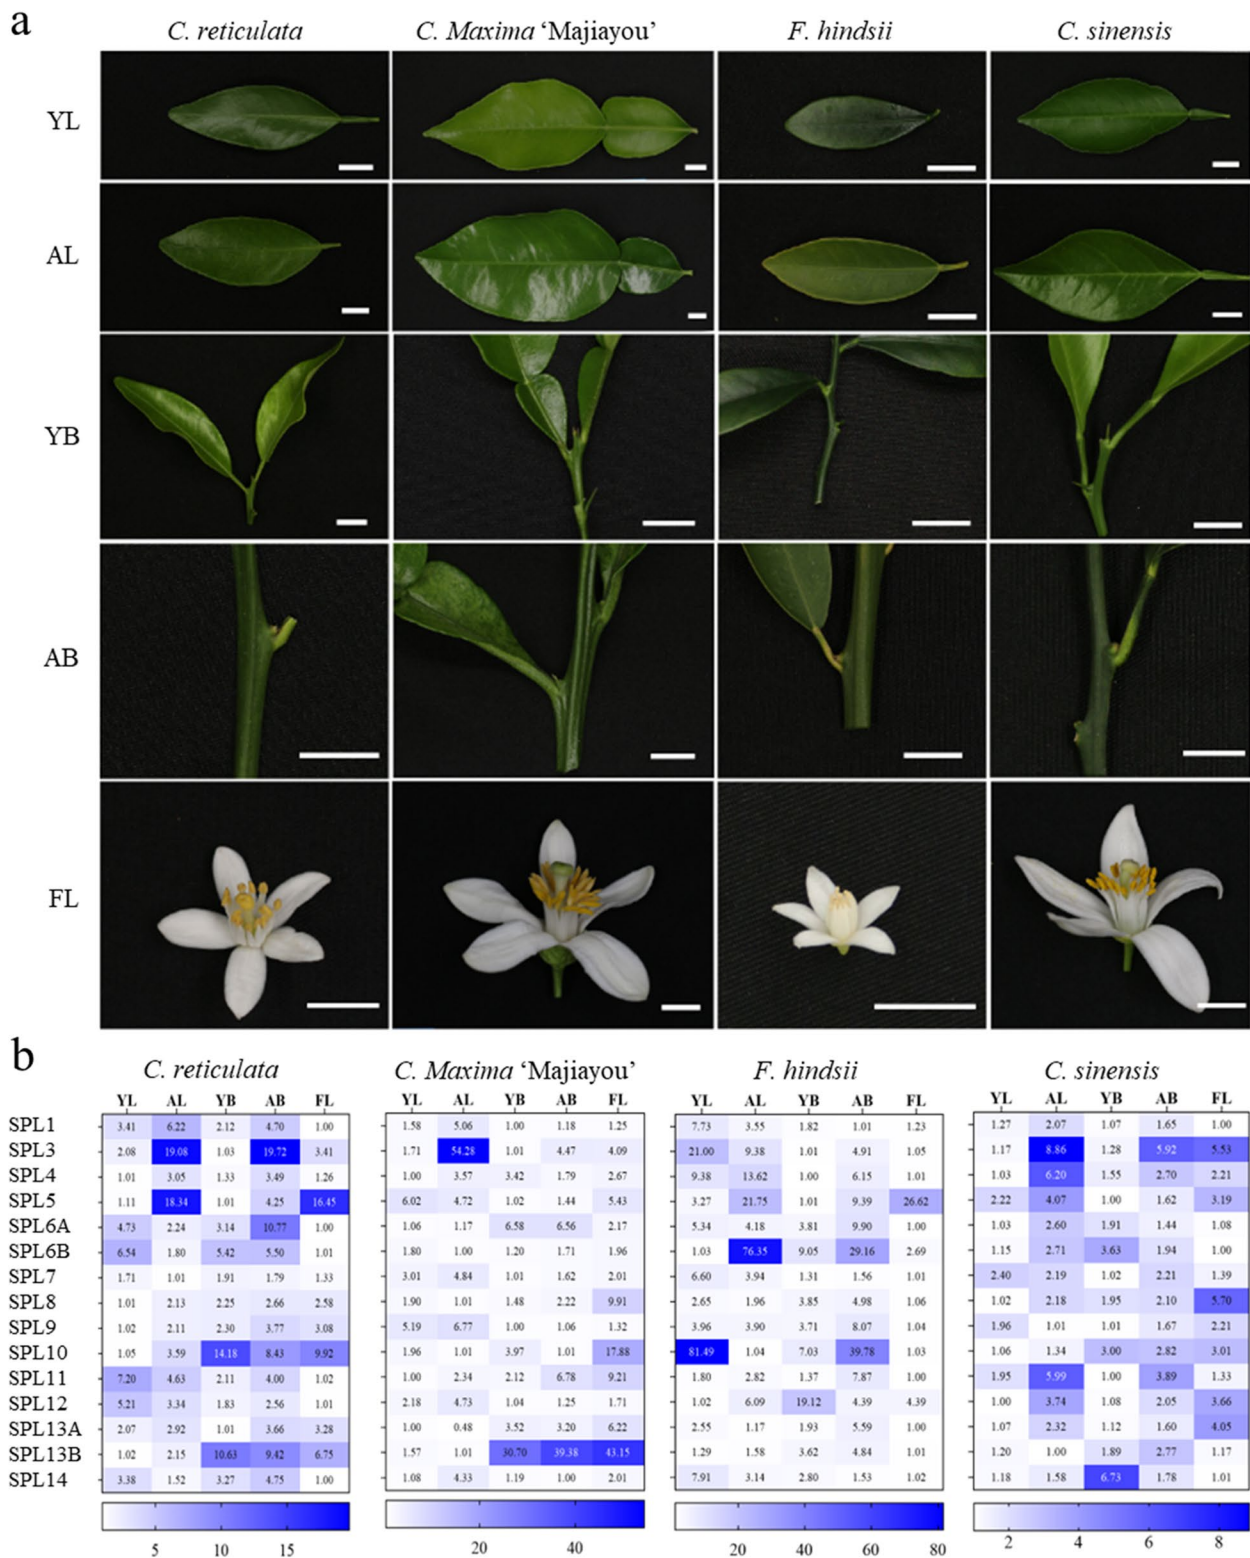 a
C. reticulata C. Maxima ‘Majiayou’ F. hindsii C. sinensis
YL
AL
YB
AB
FL
b
C. reticulata C. Maxima ‘Majiayou’ F. hindsii C. sinensis
YL AL YB AB FL YL AL YB AB FL YL AL YB AB FL YL AL YB AB FL
SPL1 3.41 6.22 2.12 4.70 1.00 1.58 5.06 1.00 1.18 1.25 7.73 3.55 1.82 1.01 1.23 1.27 2.07 1.07 1.65 1.00
SPL3 2.08 19.08 1.03 19.72 3.41 1.71 54.28 1.01 4.47 4.09 21.00 9.38 1.01 4.91 1.05 1.17 8.86 1.28 5.92 5.53
SPL4 1.01 3.05 1.33 3.49 1.26 1.00 3.57 3.42 1.79 2.67 9.38 13.62 1.00 6.15 1.01 1.03 6.20 1.55 2.70 2.21
SPL5 1.11 18.34 1.01 4.25 16.45 6.02 4.72 1.02 1.44 5.43 3.27 21.75 1.01 9.39 26.62 2.22 4.07 1.00 1.62 3.19
SPL6A 4.73 2.24 3.14 10.77 1.00 1.06 1.17 6.58 6.56 2.17 5.34 4.18 3.81 9.90 1.00 1.03 2.60 1.91 1.44 1.08
SPL6B 6.54 1.80 5.42 5.50 1.01 1.80 1.00 1.20 1.71 1.96 1.03 76.35 9.05 29.16 2.69 1.15 2.71 3.63 1.94 1.00
SPL7 1.71 1.01 1.91 1.79 1.33 3.01 4.84 1.01 1.62 2.01 6.60 3.94 1.31 1.56 1.01 2.40 2.19 1.02 2.21 1.39
SPL8 1.01 2.13 2.25 2.66 2.58 1.90 1.01 1.48 2.22 9.91 2.65 1.96 3.85 4.98 1.06 1.02 2.18 1.95 2.10 5.70
SPL9 1.02 2.11 2.30 3.77 3.08 5.19 6.77 1.00 1.06 1.32 3.96 3.90 3.71 8.07 1.04 1.96 1.01 1.01 1.67 2.21
SPL10 1.05 3.59 14.18 8.43 9.92 1.96 1.01 3.97 1.01 17.88 81.49 1.04 7.03 39.78 1.03 1.06 1.34 3.00 2.82 3.01
SPL11 7.20 4.63 2.11 4.00 1.02 1.00 2.34 2.12 6.78 9.21 1.80 2.82 1.37 7.87 1.00 1.95 5.99 1.00 3.89 1.33
SPL12 5.21 3.34 1.83 2.56 1.01 2.18 4.73 1.04 1.25 1.71 1.02 6.09 19.12 4.39 4.39 1.00 3.74 1.08 2.05 3.66
SPL13A 2.07 2.92 1.01 3.66 3.28 1.00 0.48 3.52 3.20 6.22 2.55 1.17 1.93 5.59 1.00 1.07 2.32 1.12 1.60 4.05
SPL13B 1.02 2.15 10.63 9.42 6.75 1.57 1.01 30.70 39.38 43.15 1.29 1.58 3.62 4.84 1.01 1.20 1.00 1.89 2.77 1.17
SPL14 3.38 1.52 3.27 4.75 1.00 1.08 4.33 1.19 1.00 2.01 7.91 3.14 2.80 1.53 1.02 1.18 1.58 6.73 1.78 1.01
5 10 15 20 40 20 40 60 80 2 4 6 8